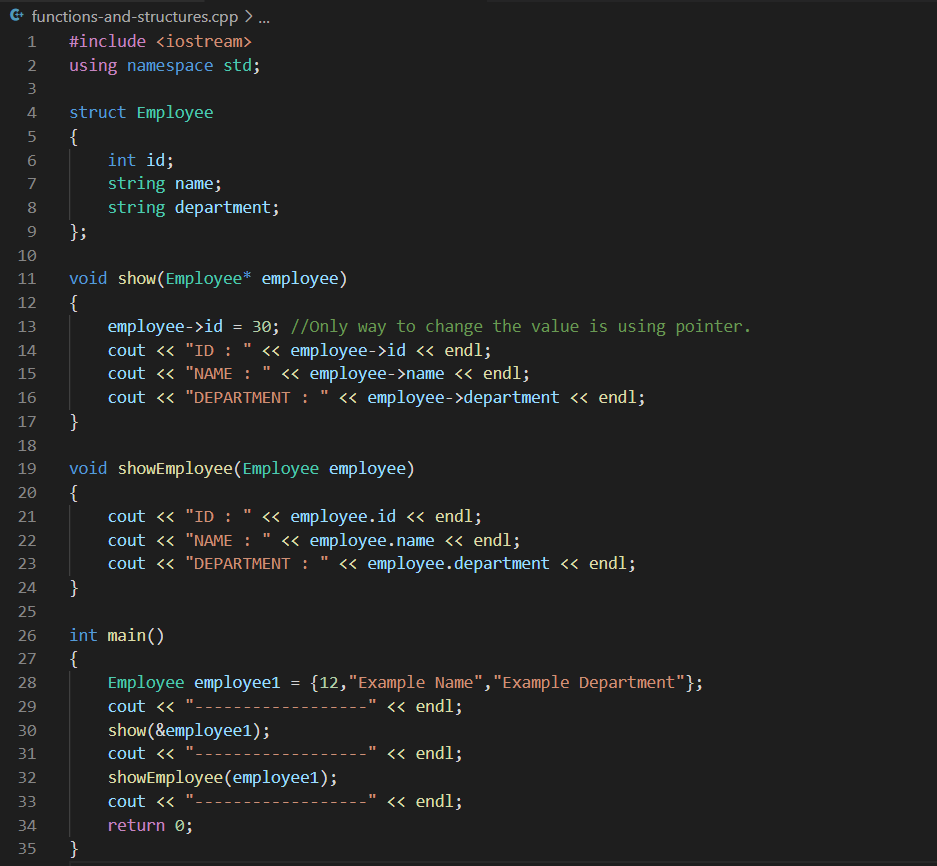 functions-and-structures.cpp > ...
1 #include <iostream>
2 using namespace std;
3
4 struct Employee
5 {
6     int id;
7     string name;
8     string department;
9 };
10
11 void show(Employee* employee)
12 {
13     employee->id = 30; //Only way to change the value is using pointer.
14     cout << "ID : " << employee->id << endl;
15     cout << "NAME : " << employee->name << endl;
16     cout << "DEPARTMENT : " << employee->department << endl;
17 }
18
19 void showEmployee(Employee employee)
20 {
21     cout << "ID : " << employee.id << endl;
22     cout << "NAME : " << employee.name << endl;
23     cout << "DEPARTMENT : " << employee.department << endl;
24 }
25
26 int main()
27 {
28     Employee employee1 = {12,"Example Name","Example Department"};
29     cout << "------------------" << endl;
30     show(&employee1);
31     cout << "------------------" << endl;
32     showEmployee(employee1);
33     cout << "------------------" << endl;
34     return 0;
35 }